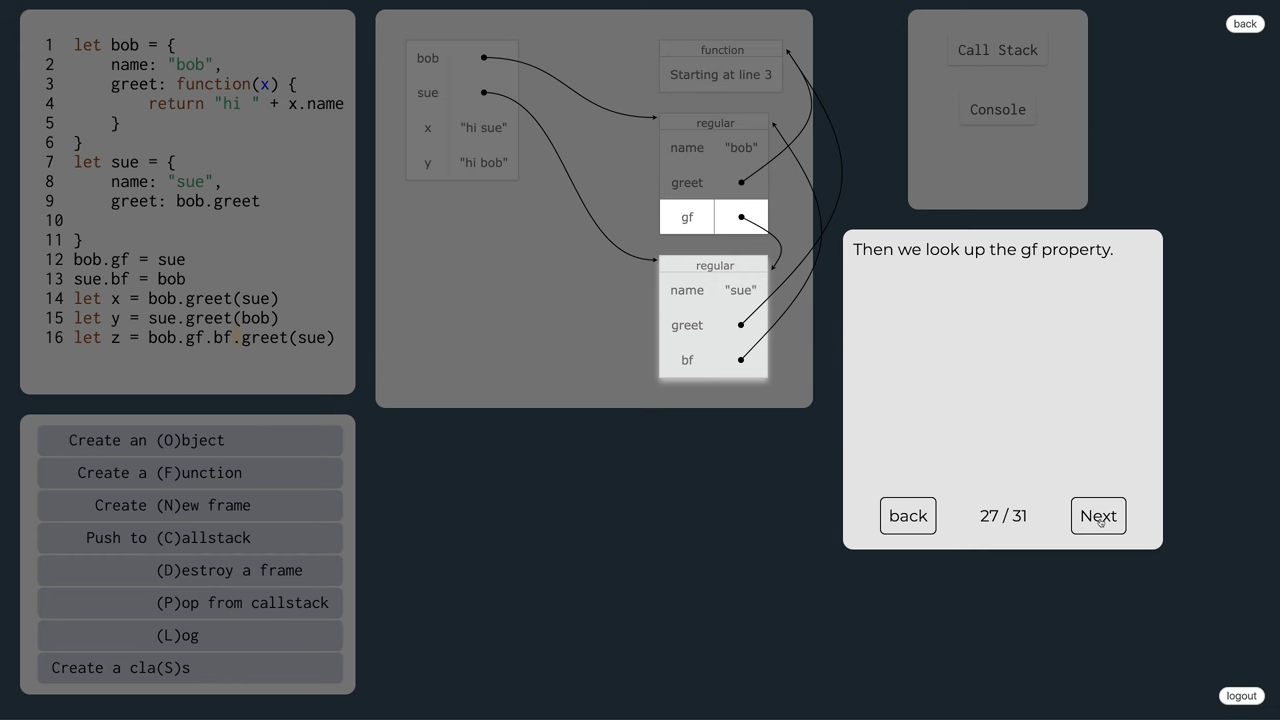 1 let bob = {
2 name: "bob",
3 greet: function(x) {
4 return "hi " + x.name
5 }
6 }
7 let sue = {
8 name: "sue",
9 greet: bob.greet
10
11 }
12 bob.gf = sue
13 sue.bf = bob
14 let x = bob.greet(sue)
15 let y = sue.greet(bob)
16 let z = bob.gf.bf.greet(sue)
Create an (O)bject
Create a (F)unction
Create (N)ew frame
Push to (C)allstack
(D)estroy a frame
(P)op from callstack
(L)og
Create a cla(S)s
bob
sue
x "hi sue"
y "hi bob"
function
Starting at line 3
regular
name "bob"
greet
gf
regular
name "sue"
greet
bf
Call Stack
Console
back
Then we look up the gf property.
back 27 / 31 Next
logout